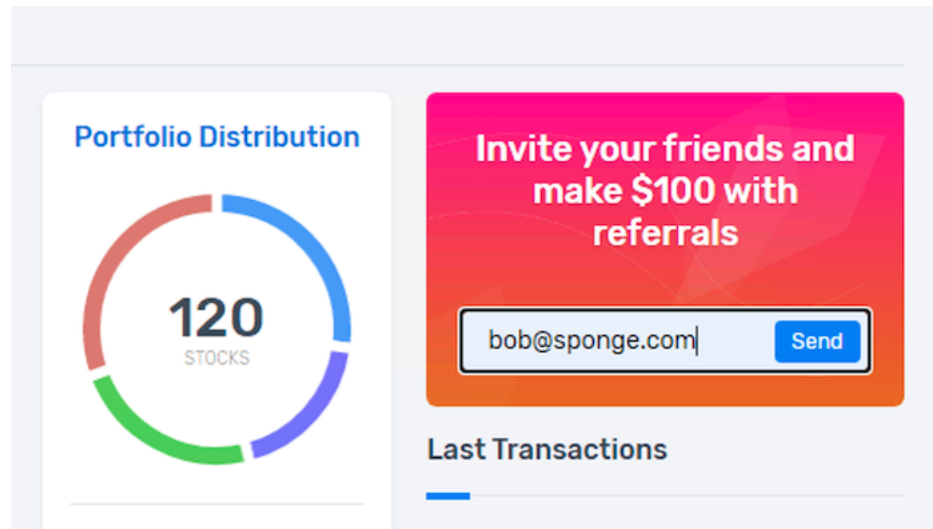 Portfolio Distribution
120
STOCKS
Invite your friends and
make $100 with
referrals
bob@sponge.com
Send
Last Transactions